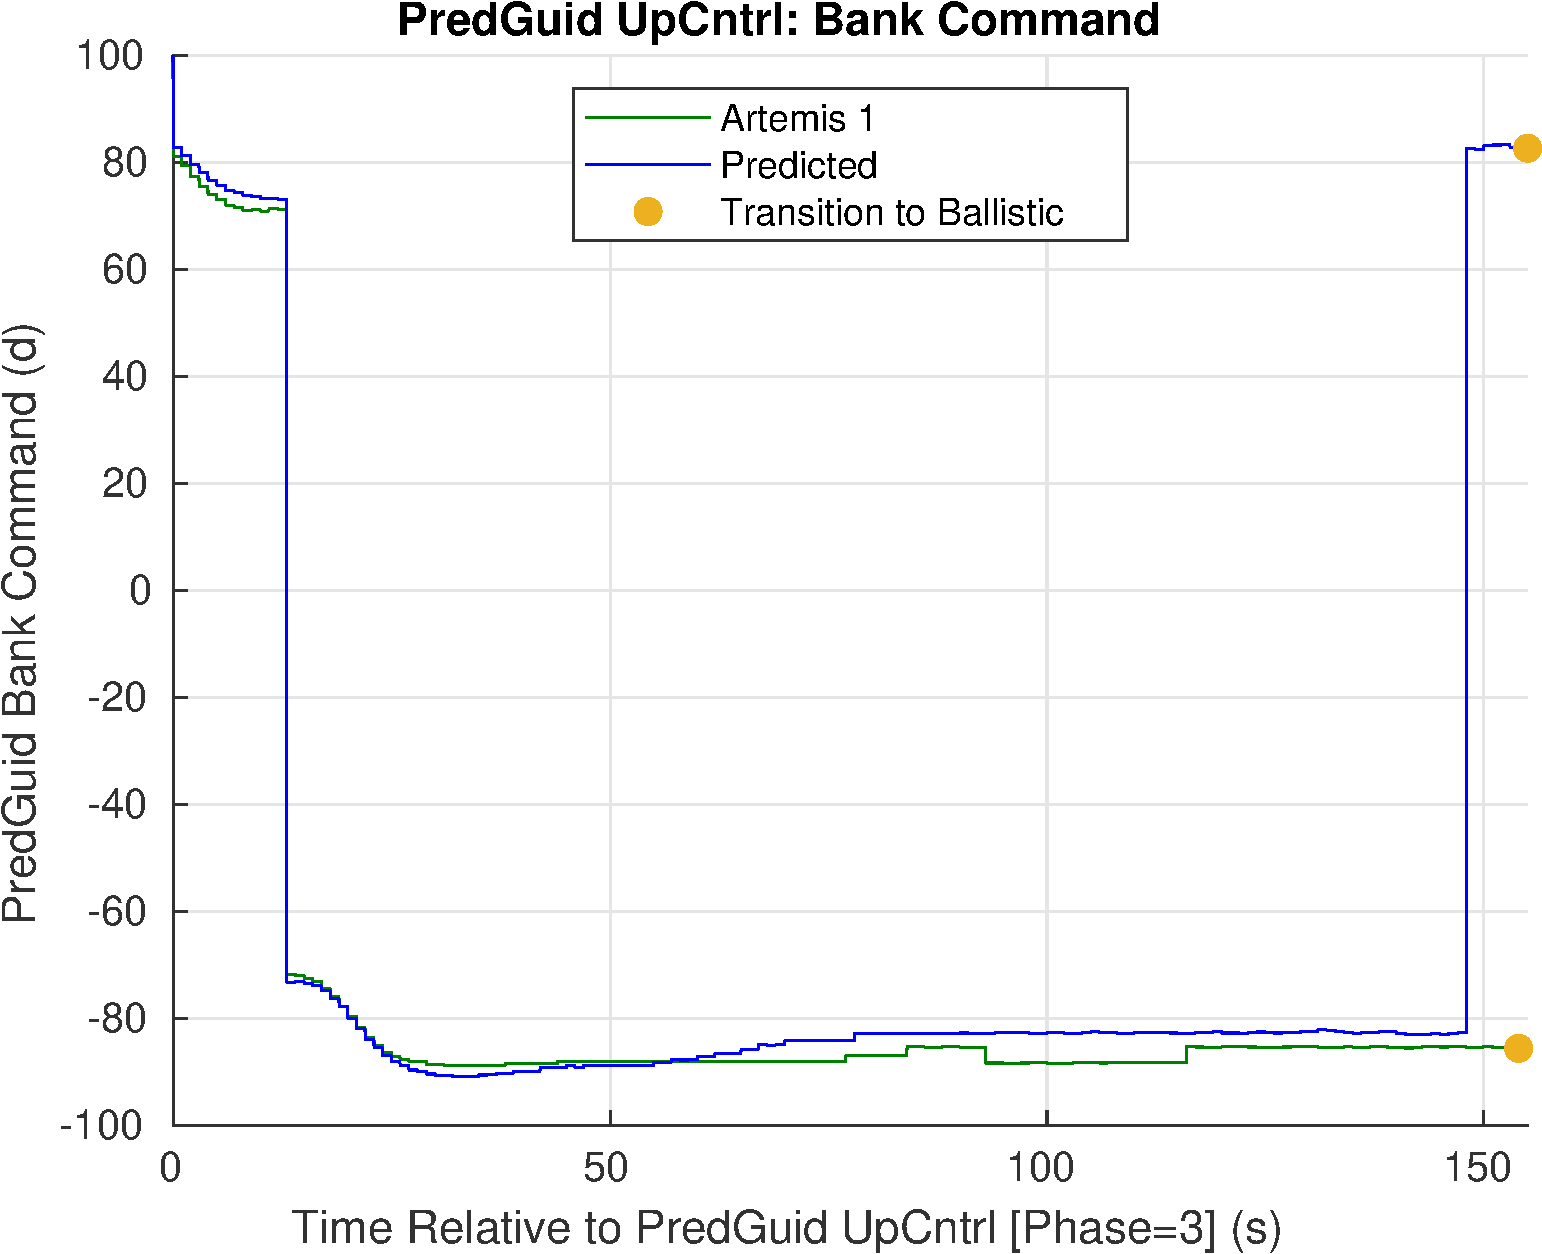 PredGuid UpCntrl: Bank Command
100
80
60
40
20
0
-20
-40
-60
-80
-100
PredGuid Bank Command (d)
Artemis 1
Predicted
Transition to Ballistic
0
50
100
150
Time Relative to PredGuid UpCntrl [Phase=3] (s)